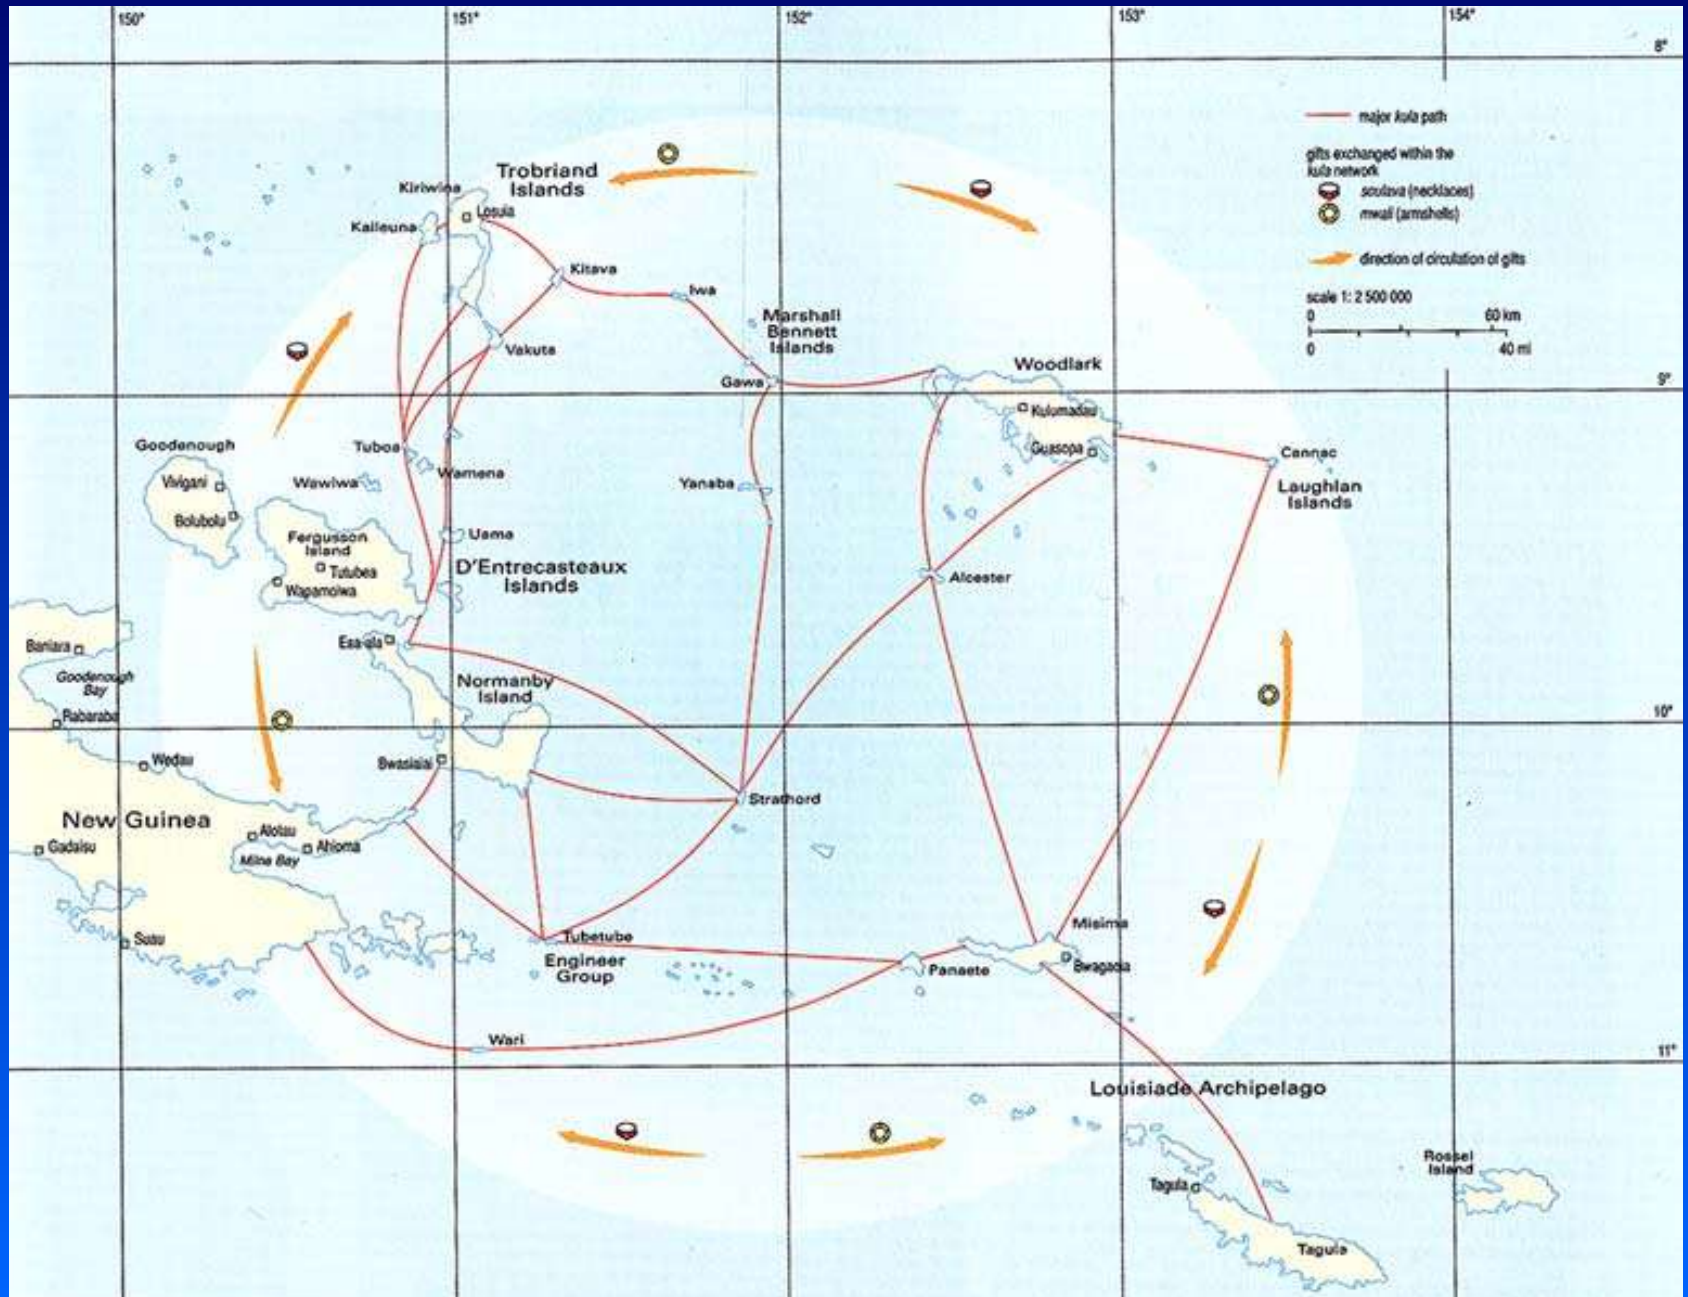 150°
151°
152°
153°
154°
8°
major kula path
gifts exchanged within the
kula network
soulava (necklaces)
mwali (armshells)
direction of circulation of gifts
scale 1: 2 500 000
0 60 km
0 40 mi
Trobriand
Islands
Kiriwina
Losuia
Kaileuna
Kitava
Iwa
Marshall
Bennett
Islands
Vakuta
Gawa
Woodlark
Kulumadau
Guasopa
9°
Goodenough
Tuboa
Cannac
Laughlan
Islands
Vivigani
Wawiwa
Wamena
Yanaba
Bolubolu
Uama
Fergusson
Island
Tutubea
Wapamoiwa
D'Entrecasteaux
Islands
Alcester
Esa-ala
Baniara
Goodenough
Bay
Normanby
Island
Rabaraba
10°
Wedau
Bwasiaiai
Strathord
New Guinea
Alotau
Ahioma
Gadaisu
Milne Bay
Misima
Suau
Tubetube
Engineer
Group
Panaete
Bwagaoia
Wari
11°
Louisiade Archipelago
Rossel
Island
Tagula
Tagula